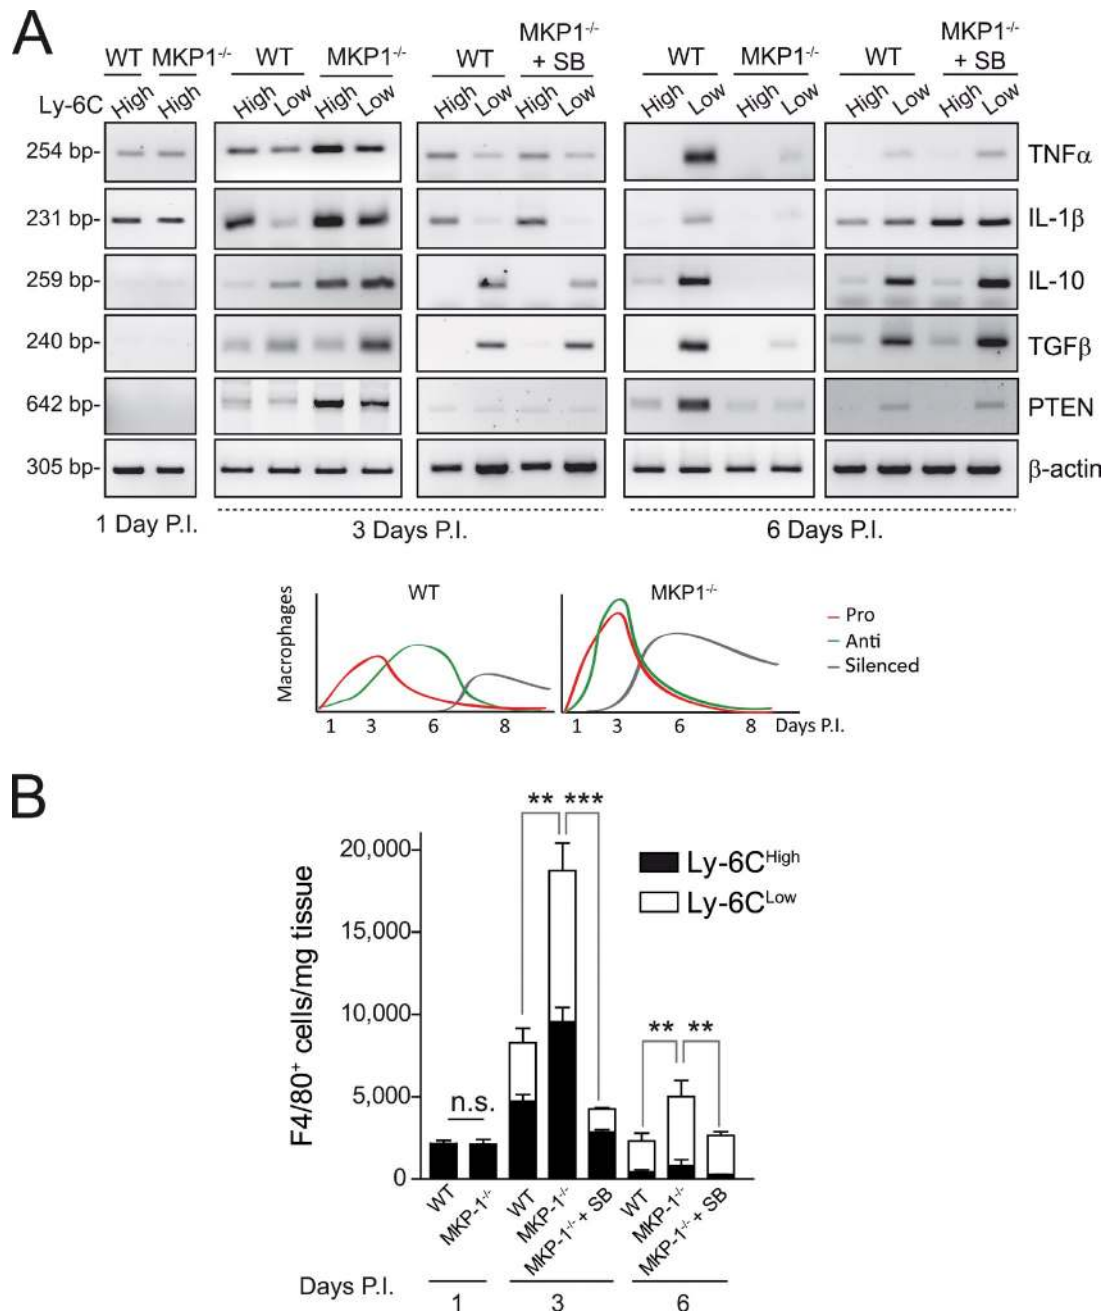 A
WT MKP1-/- WT MKP1-/- WT MKP1-/- + SB WT MKP1-/- WT MKP1-/- + SB
Ly-6C High High High Low High Low High Low High Low High Low High Low High Low High Low
254 bp- TNFα
231 bp- IL-1β
259 bp- IL-10
240 bp- TGFβ
642 bp- PTEN
305 bp- β-actin
1 Day P.I. 3 Days P.I. 6 Days P.I.
WT MKP1-/-
Macrophages
Pro
Anti
Silenced
1 3 6 8 1 3 6 8 Days P.I.
B
** ***
20,000
Ly-6CHigh
Ly-6CLow
15,000
10,000
** **
5,000
n.s.
0
F4/80+ cells/mg tissue
WT MKP-1-/- WT MKP-1-/- MKP-1-/- + SB WT MKP-1-/- MKP-1-/- + SB
Days P.I. 1 3 6